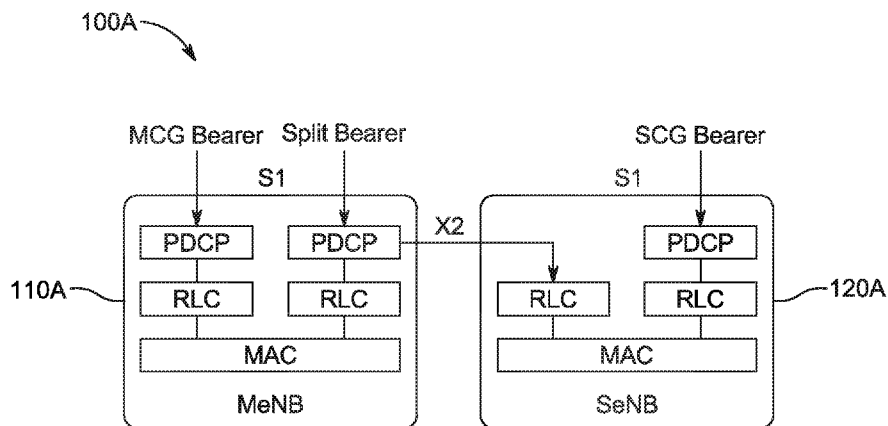 100A
MCG Bearer Split Bearer SCG Bearer
S1 S1
PDCP PDCP X2 PDCP
110A RLC RLC RLC RLC 120A
MAC MAC
MeNB SeNB